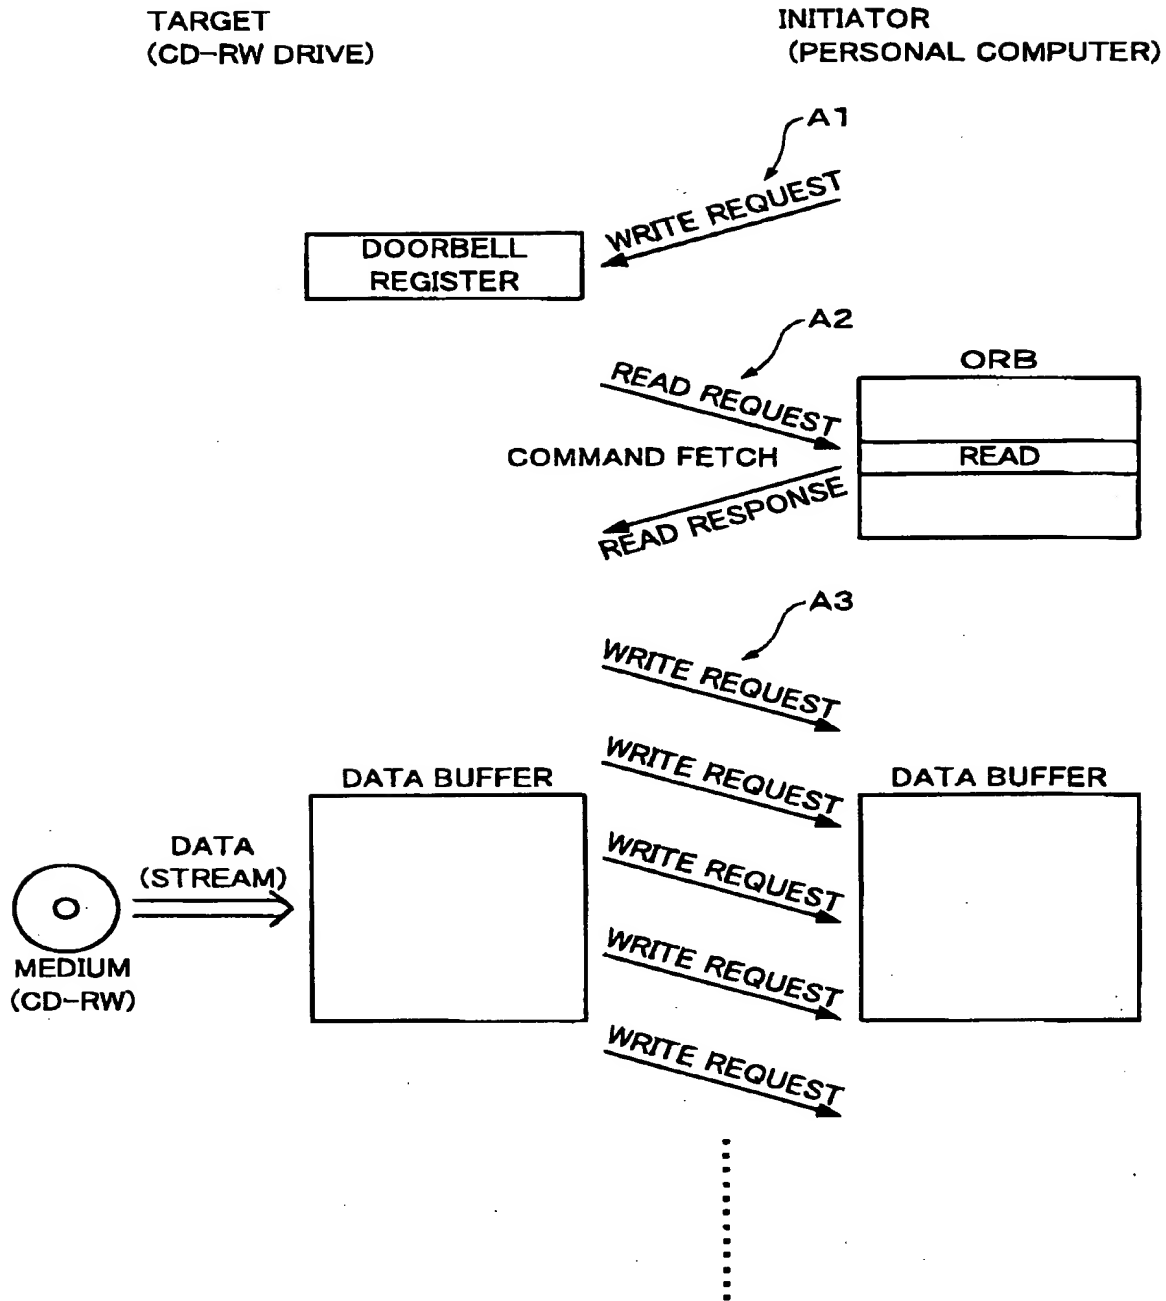 TARGET
(CD-RW DRIVE)
INITIATOR
(PERSONAL COMPUTER)
A1
WRITE REQUEST
DOORBELL
REGISTER
A2
READ REQUEST
ORB
COMMAND FETCH
READ
READ RESPONSE
A3
WRITE REQUEST
WRITE REQUEST
DATA BUFFER
DATA BUFFER
DATA
(STREAM)
WRITE REQUEST
WRITE REQUEST
MEDIUM
(CD-RW)
WRITE REQUEST